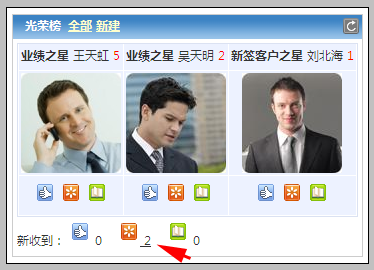 光荣榜 全部 新建
业绩之星 王天虹 5 业绩之星 吴天明 2 新签客户之星 刘北海 1
新收到： 0 2 0